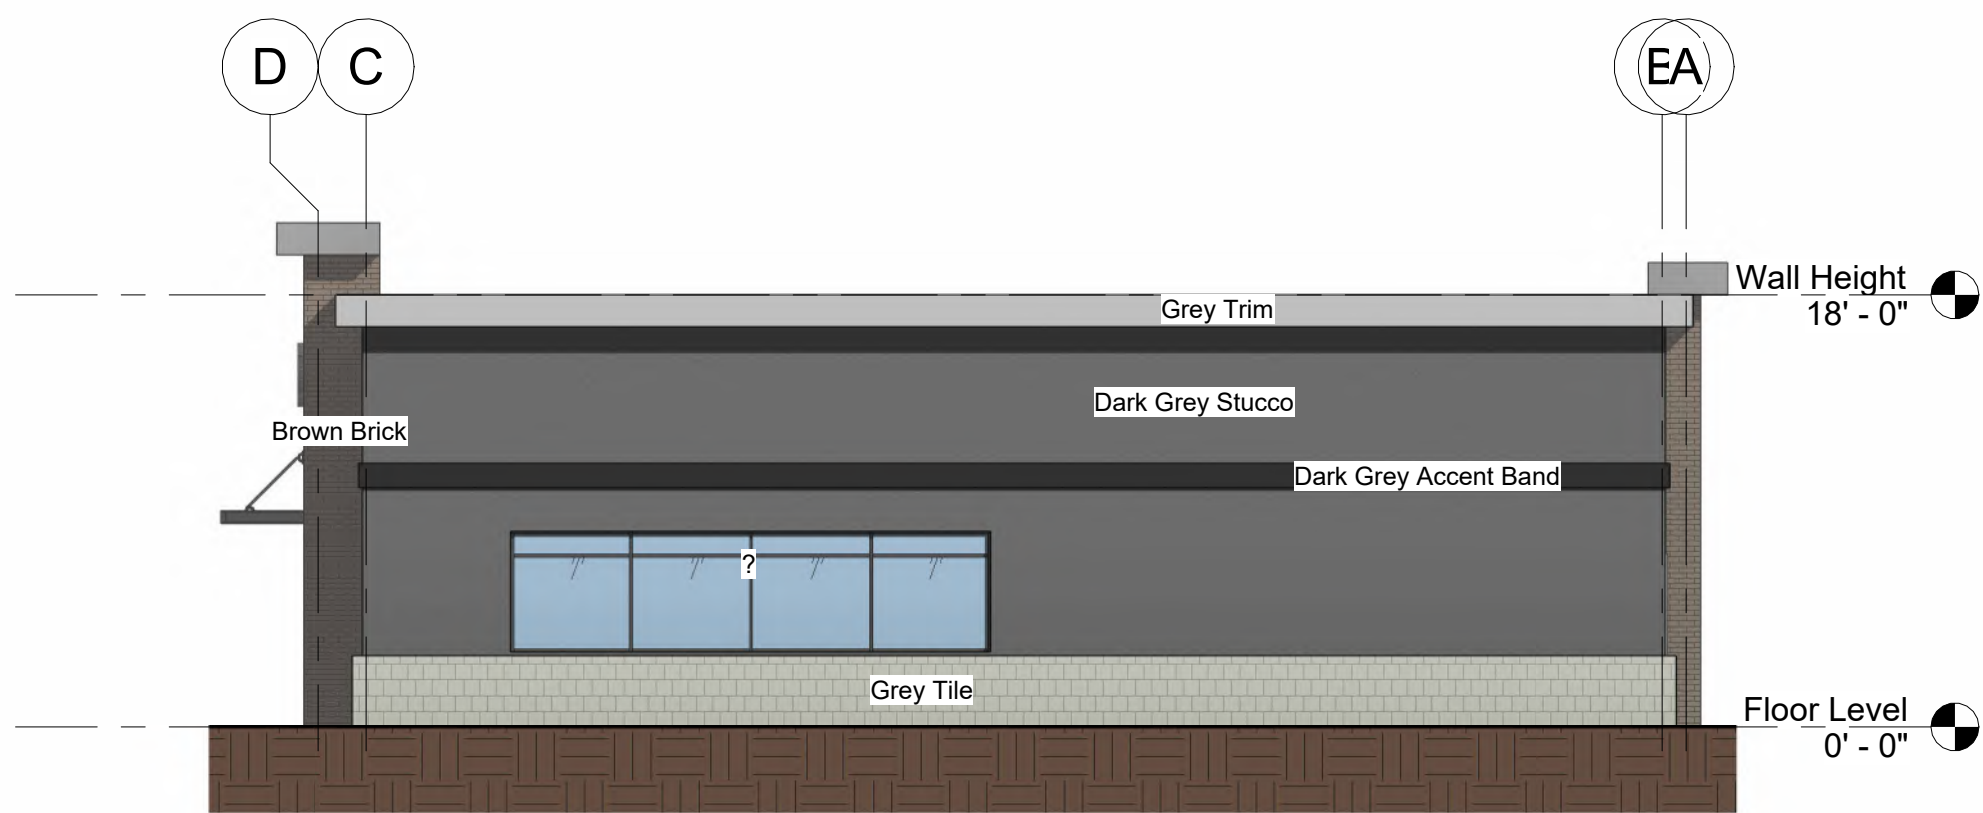 D
C
EA
Wall Height
18' - 0"
Grey Trim
Dark Grey Stucco
Brown Brick
Dark Grey Accent Band
?
Grey Tile
Floor Level
0' - 0"